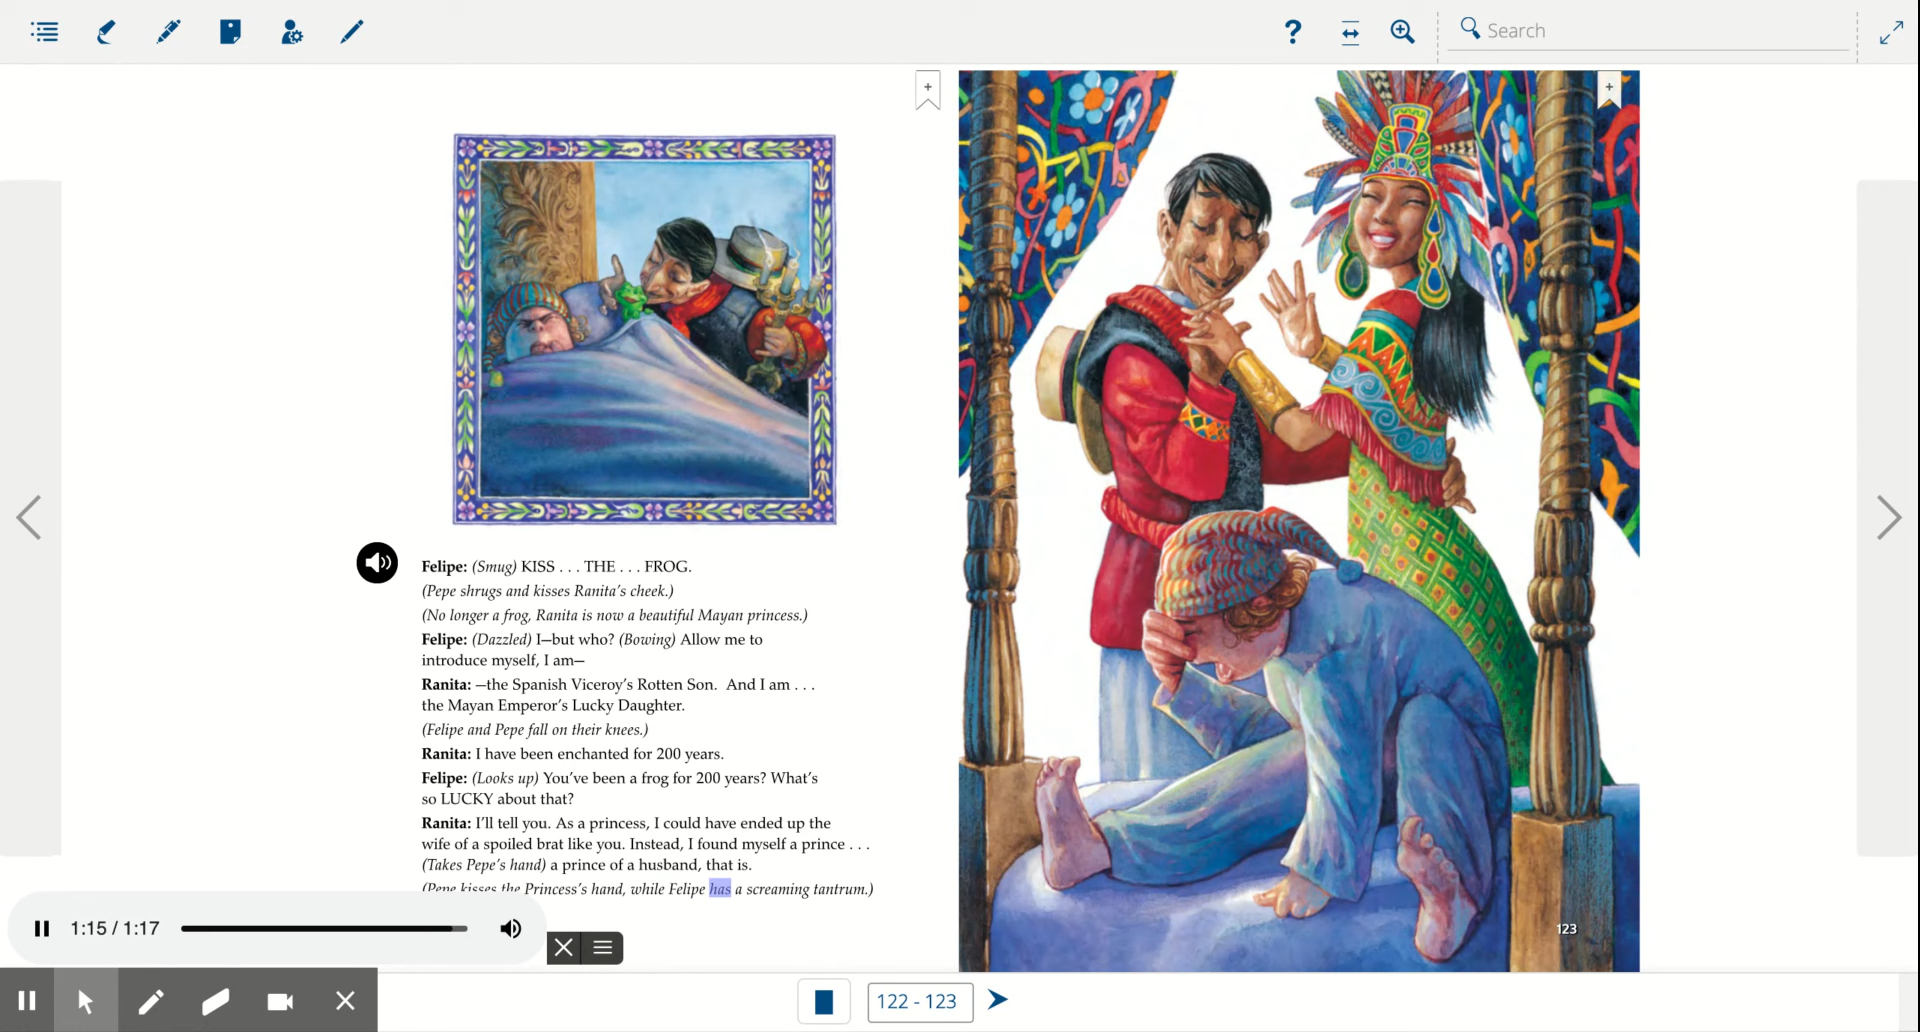 ? Search
+
+
Felipe: (Smug) KISS . . . THE . . . FROG.
(Pepe shrugs and kisses Ranita's cheek.)
(No longer a frog, Ranita is now a beautiful Mayan princess.)
Felipe: (Dazzled) I—but who? (Bowing) Allow me to
introduce myself, I am—
Ranita: —the Spanish Viceroy's Rotten Son. And I am . . .
the Mayan Emperor's Lucky Daughter.
(Felipe and Pepe fall on their knees.)
Ranita: I have been enchanted for 200 years.
Felipe: (Looks up) You've been a frog for 200 years? What's
so LUCKY about that?
Ranita: I'll tell you. As a princess, I could have ended up the
wife of a spoiled brat like you. Instead, I found myself a prince . . .
(Takes Pepe's hand) a prince of a husband, that is.
(Pepe kisses the Princess's hand, while Felipe has a screaming tantrum.)
1:15 / 1:17
123
122 - 123